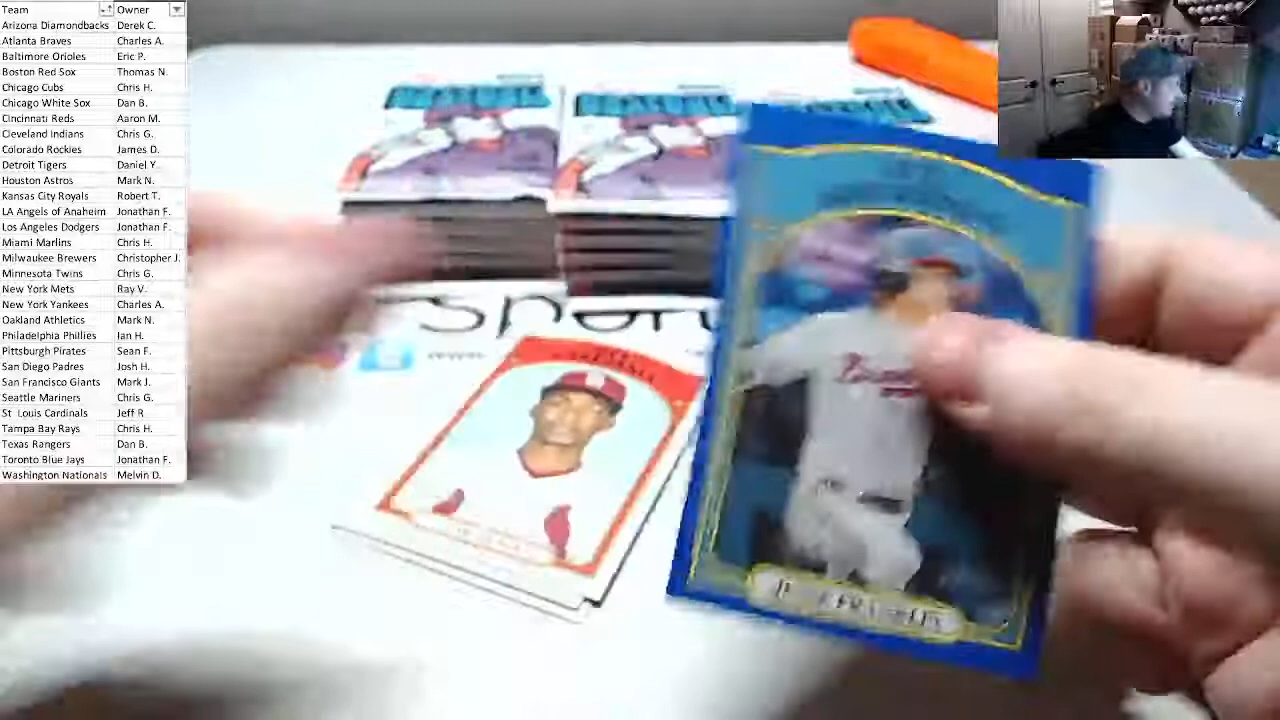 Team Owner
Arizona Diamondbacks Derek C.
Atlanta Braves Charles A.
Baltimore Orioles Eric P.
Boston Red Sox Thomas N.
Chicago Cubs Chris H.
Chicago White Sox Dan B.
Cincinnati Reds Aaron M.
Cleveland Indians Chris G.
Colorado Rockies James D.
Detroit Tigers Daniel Y.
Houston Astros Mark N.
Kansas City Royals Robert T.
LA Angels of Anaheim Jonathan F.
Los Angeles Dodgers Jonathan F.
Miami Marlins Chris H.
Milwaukee Brewers Christopher J.
Minnesota Twins Chris G.
New York Mets Ray V.
New York Yankees Charles A.
Oakland Athletics Mark N.
Philadelphia Phillies Ian H.
Pittsburgh Pirates Sean F.
San Diego Padres Josh H.
San Francisco Giants Mark J.
Seattle Mariners Chris G.
St Louis Cardinals Jeff R
Tampa Bay Rays Chris H.
Texas Rangers Dan B.
Toronto Blue Jays Jonathan F.
Washington Nationals Melvin D.